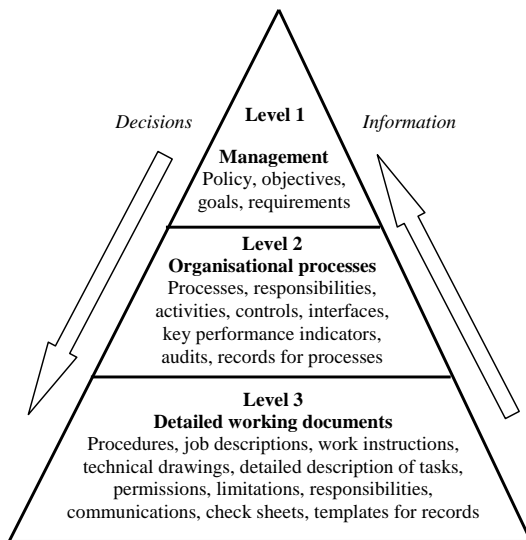 Level 1
Decisions
Information
Management
Policy, objectives,
goals, requirements
Level 2
Organisational processes
Processes, responsibilities,
activities, controls, interfaces,
key performance indicators,
audits, records for processes
Level 3
Detailed working documents
Procedures, job descriptions, work instructions,
technical drawings, detailed description of tasks,
permissions, limitations, responsibilities,
communications, check sheets, templates for records